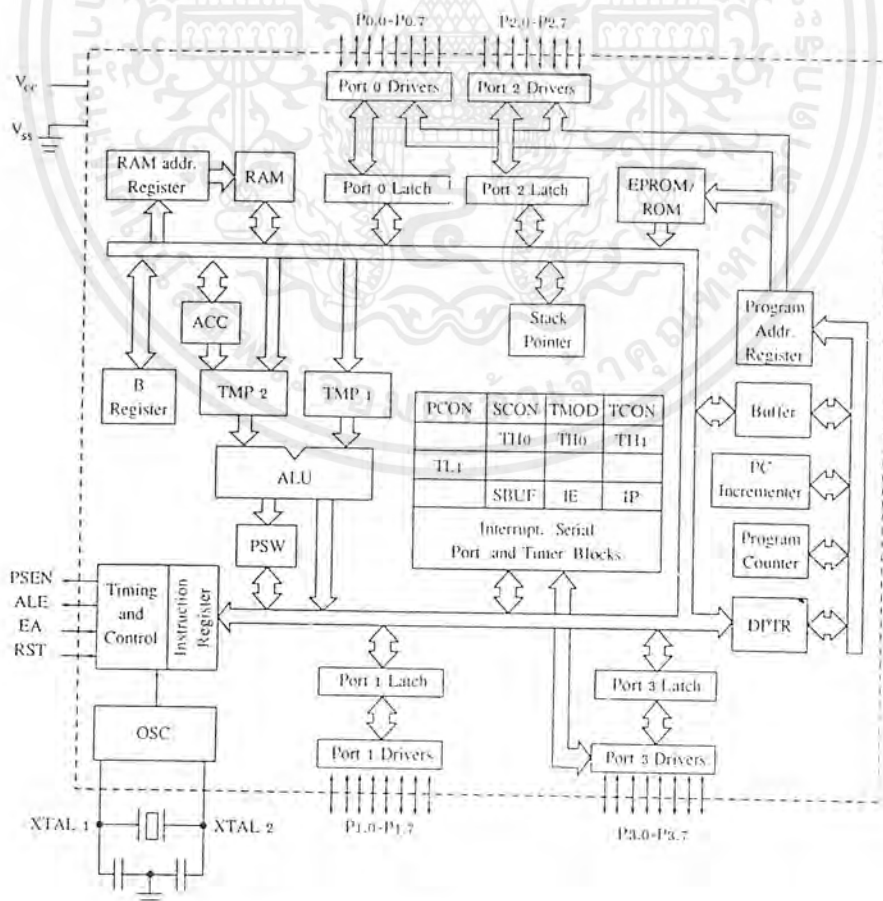 P0.0-P0.7 P2.0-P2.7
Vcc
Port 0 Drivers Port 2 Drivers
Vss
RAM addr. Register
RAM
Port 0 Latch Port 2 Latch
EPROM/ ROM
ACC
Stack Pointer
Program Addr. Register
B Register
TMP 2
TMP 1
PCON SCON TMOD TCON
TH0 TH0 TH1
TL1
SBUF IE IP
Interrupt. Serial
Port and Timer Blocks.
Buffer
ALU
PC Incrementer
PSW
Program Counter
PSEN
ALE
EA
RST
Timing and Control
Instruction Register
DPTR
Port 1 Latch
Port 3 Latch
OSC
Port 1 Drivers
Port 3 Drivers
XTAL 1
XTAL 2
P1.0-P1.7
P3.0-P3.7